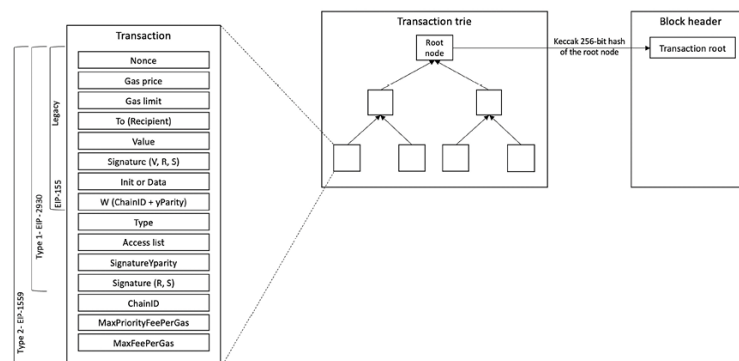 Transaction
Nonce
Gas price
Gas limit
To (Recipient)
Value
Signature (V, R, S)
Init or Data
W (ChainID + yParity)
Type
Access list
SignatureYparity
Signature (R, S)
ChainID
MaxPriorityFeePerGas
MaxFeePerGas
Legacy
EIP-155
Type 1- EIP-2930
Type 2- EIP-1559
Transaction trie
Root
node
Keccak 256-bit hash
of the root node
Block header
Transaction root